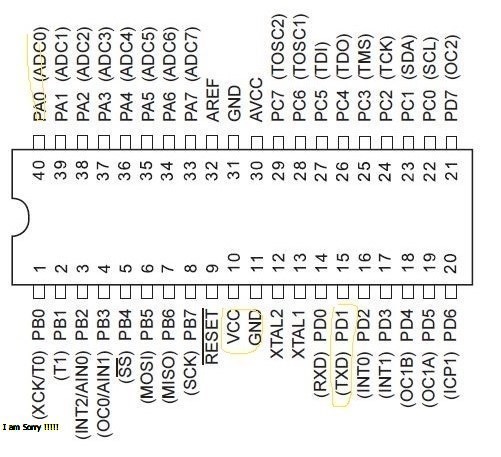 I am Sorry !!!!!
(XCK/T0) PB0 1 40 PA0 (ADC0)
(T1) PB1 2 39 PA1 (ADC1)
(INT2/AIN0) PB2 3 38 PA2 (ADC2)
(OC0/AIN1) PB3 4 37 PA3 (ADC3)
(SS) PB4 5 36 PA4 (ADC4)
(MOSI) PB5 6 35 PA5 (ADC5)
(MISO) PB6 7 34 PA6 (ADC6)
(SCK) PB7 8 33 PA7 (ADC7)
RESET 9 32 AREF
VCC 10 31 GND
GND 11 30 AVCC
XTAL2 12 29 PC7 (TOSC2)
XTAL1 13 28 PC6 (TOSC1)
(RXD) PD0 14 27 PC5 (TDI)
(TXD) PD1 15 26 PC4 (TDO)
(INT0) PD2 16 25 PC3 (TMS)
(INT1) PD3 17 24 PC2 (TCK)
(OC1B) PD4 18 23 PC1 (SDA)
(OC1A) PD5 19 22 PC0 (SCL)
(ICP1) PD6 20 21 PD7 (OC2)